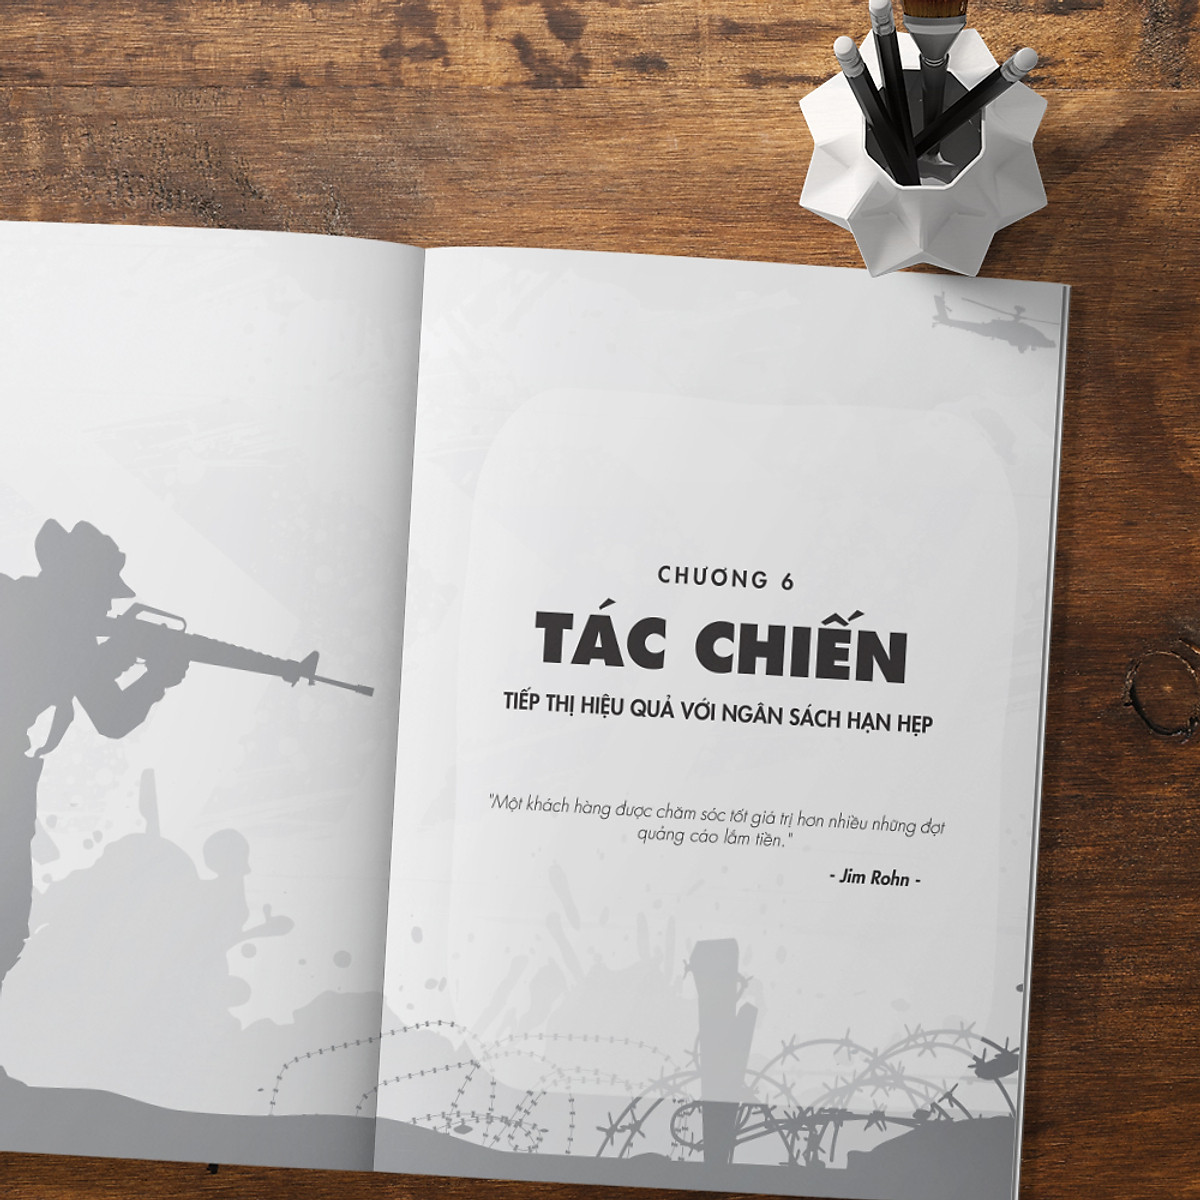 CHƯƠNG 6
TÁC CHIẾN
TIẾP THỊ HIỆU QUẢ VỚI NGÂN SÁCH HẠN HẸP
"Một khách hàng được chăm sóc tốt giá trị hơn nhiều những đợt
quảng cáo lắm tiền."
- Jim Rohn -